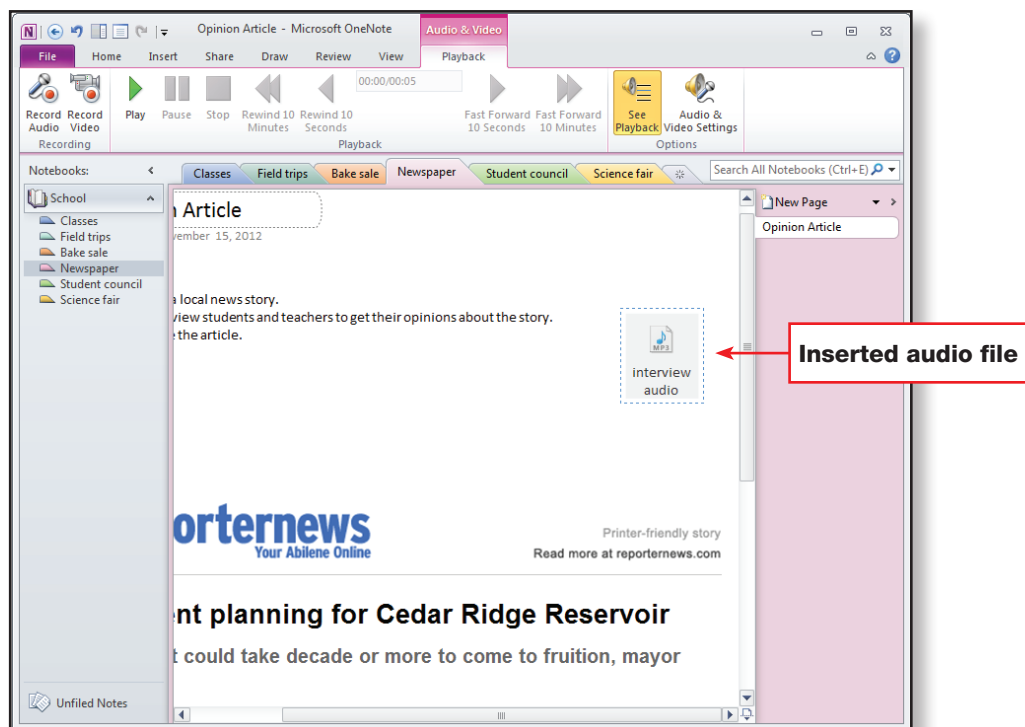 Opinion Article - Microsoft OneNote
Audio & Video
File Home Insert Share Draw Review View Playback
00:00/00:05
Record Audio
Record Video
Play
Pause
Stop
Rewind 10 Minutes
Rewind 10 Seconds
Fast Forward 10 Seconds
Fast Forward 10 Minutes
See Playback
Audio & Video Settings
Recording
Playback
Options
Notebooks:
Classes Field trips Bake sale Newspaper Student council Science fair
Search All Notebooks (Ctrl+E)
School
Classes
Field trips
Bake sale
Newspaper
Student council
Science fair
Unfiled Notes
Article
15, 2012
a local news story.
view students and teachers to get their opinions about the story.
the article.
MP3
interview
audio
New Page
Opinion Article
Inserted audio file
orternews
Your Abilene Online
Printer-friendly story
Read more at reporternews.com
nt planning for Cedar Ridge Reservoir
t could take decade or more to come to fruition, mayor